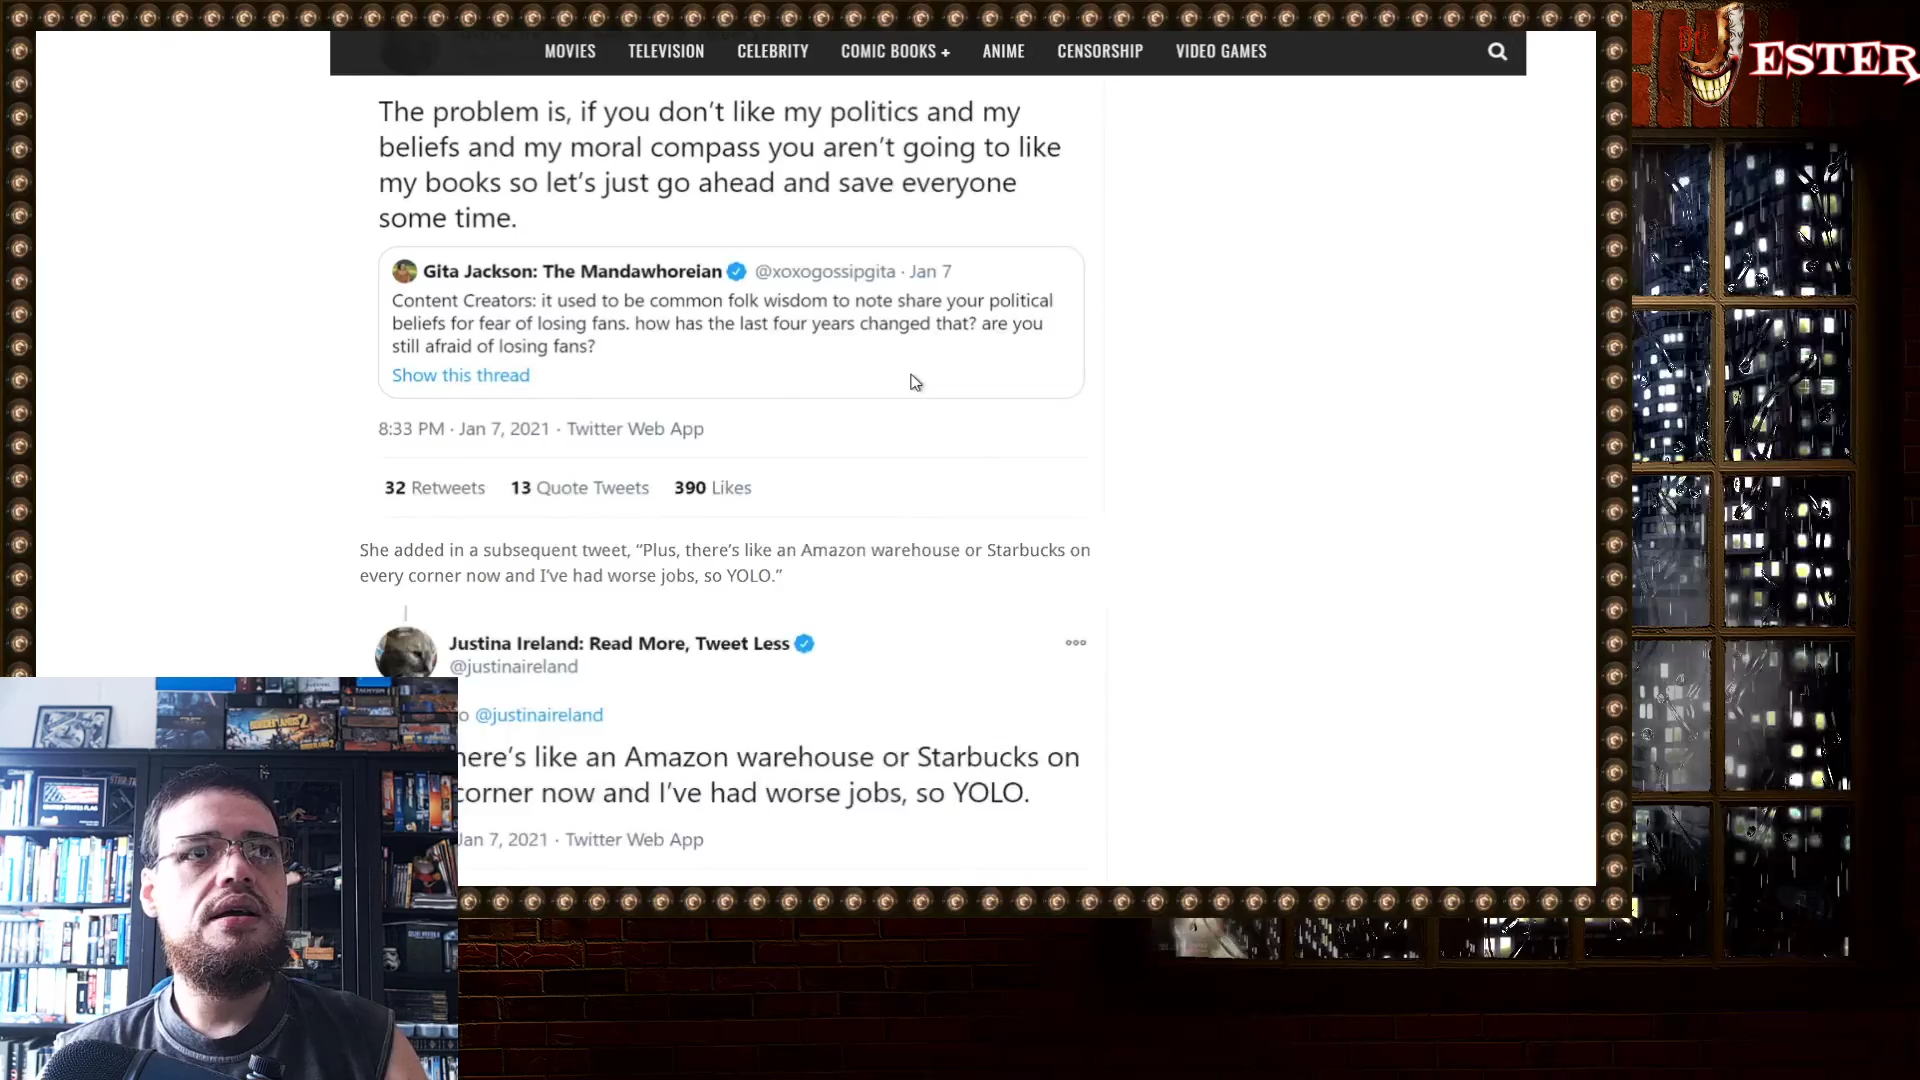 MOVIES TELEVISION CELEBRITY COMIC BOOKS + ANIME CENSORSHIP VIDEO GAMES
ESTER
The problem is, if you don't like my politics and my
beliefs and my moral compass you aren't going to like
my books so let's just go ahead and save everyone
some time.
Gita Jackson: The Mandawhoreian @xoxogossipgita · Jan 7
Content Creators: it used to be common folk wisdom to note share your political
beliefs for fear of losing fans. how has the last four years changed that? are you
still afraid of losing fans?
Show this thread
8:33 PM · Jan 7, 2021 · Twitter Web App
32 Retweets 13 Quote Tweets 390 Likes
She added in a subsequent tweet, “Plus, there's like an Amazon warehouse or Starbucks on
every corner now and I've had worse jobs, so YOLO.”
Justina Ireland: Read More, Tweet Less
@justinaireland
o @justinaireland
here's like an Amazon warehouse or Starbucks on
corner now and I've had worse jobs, so YOLO.
Jan 7, 2021 · Twitter Web App
BORDERLANDS 2
UNITED STATES FLAG